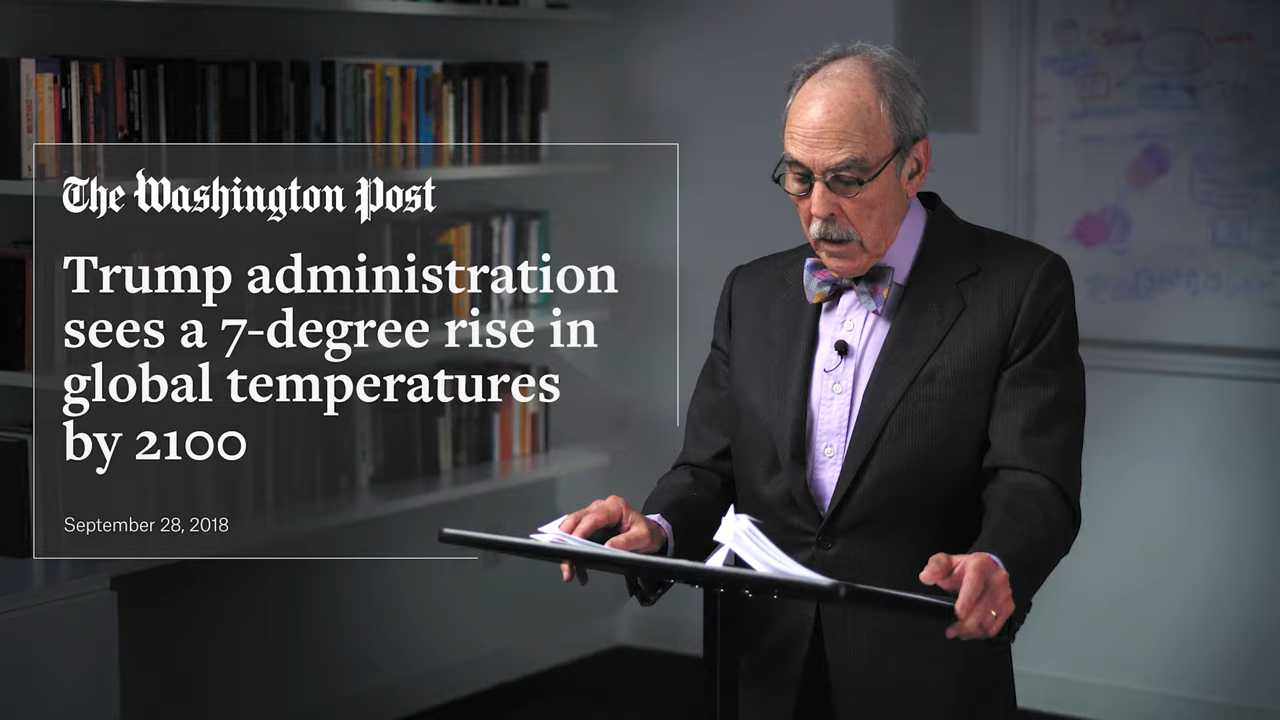 The Washington Post
Trump administration
sees a 7-degree rise in
global temperatures
by 2100
September 28, 2018